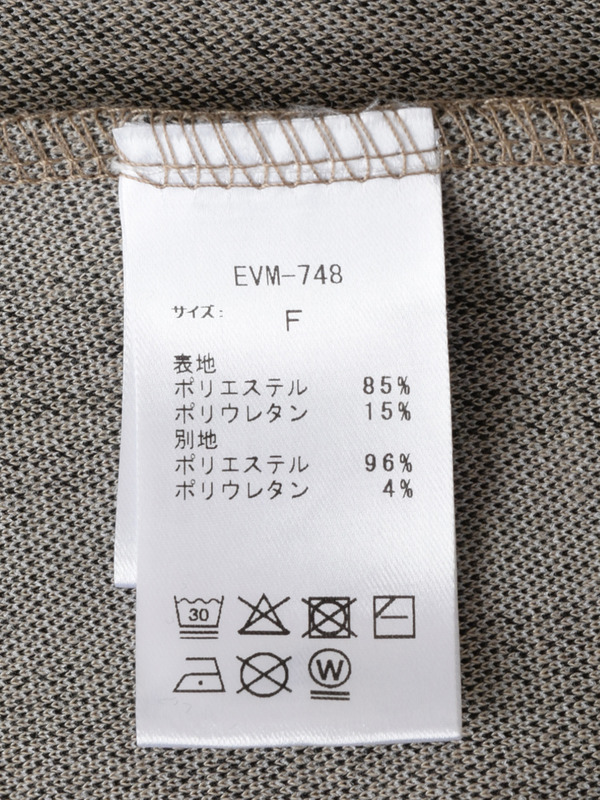 EVM-748
サイズ: F
表地
ポリエステル 85%
ポリウレタン 15%
別地
ポリエステル 96%
ポリウレタン 4%
30
W